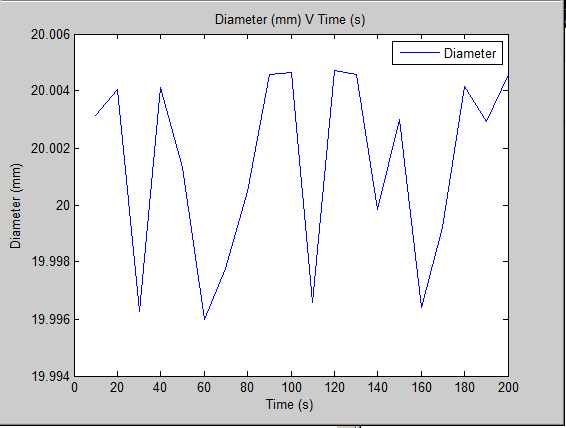 Diameter (mm) V Time (s)
Diameter
20.006
20.004
20.002
20
19.998
19.996
19.994
Diameter (mm)
0 20 40 60 80 100 120 140 160 180 200
Time (s)